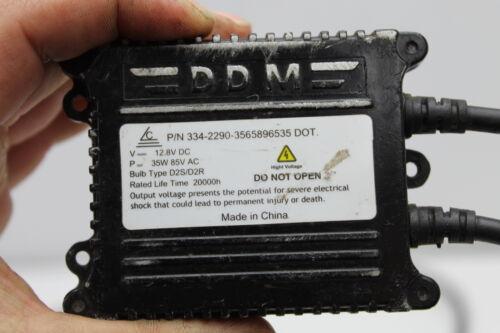 DDM
P/N 334-2290-3565896535 DOT.
V 12.8V DC
P 35W 85V AC
Bulb Type D2S/D2R
Rated Life Time 20000h
Hight Voltage
DO NOT OPEN
Output voltage presents the potential for severe electrical
shock that could lead to permanent injury or death.
Made in China